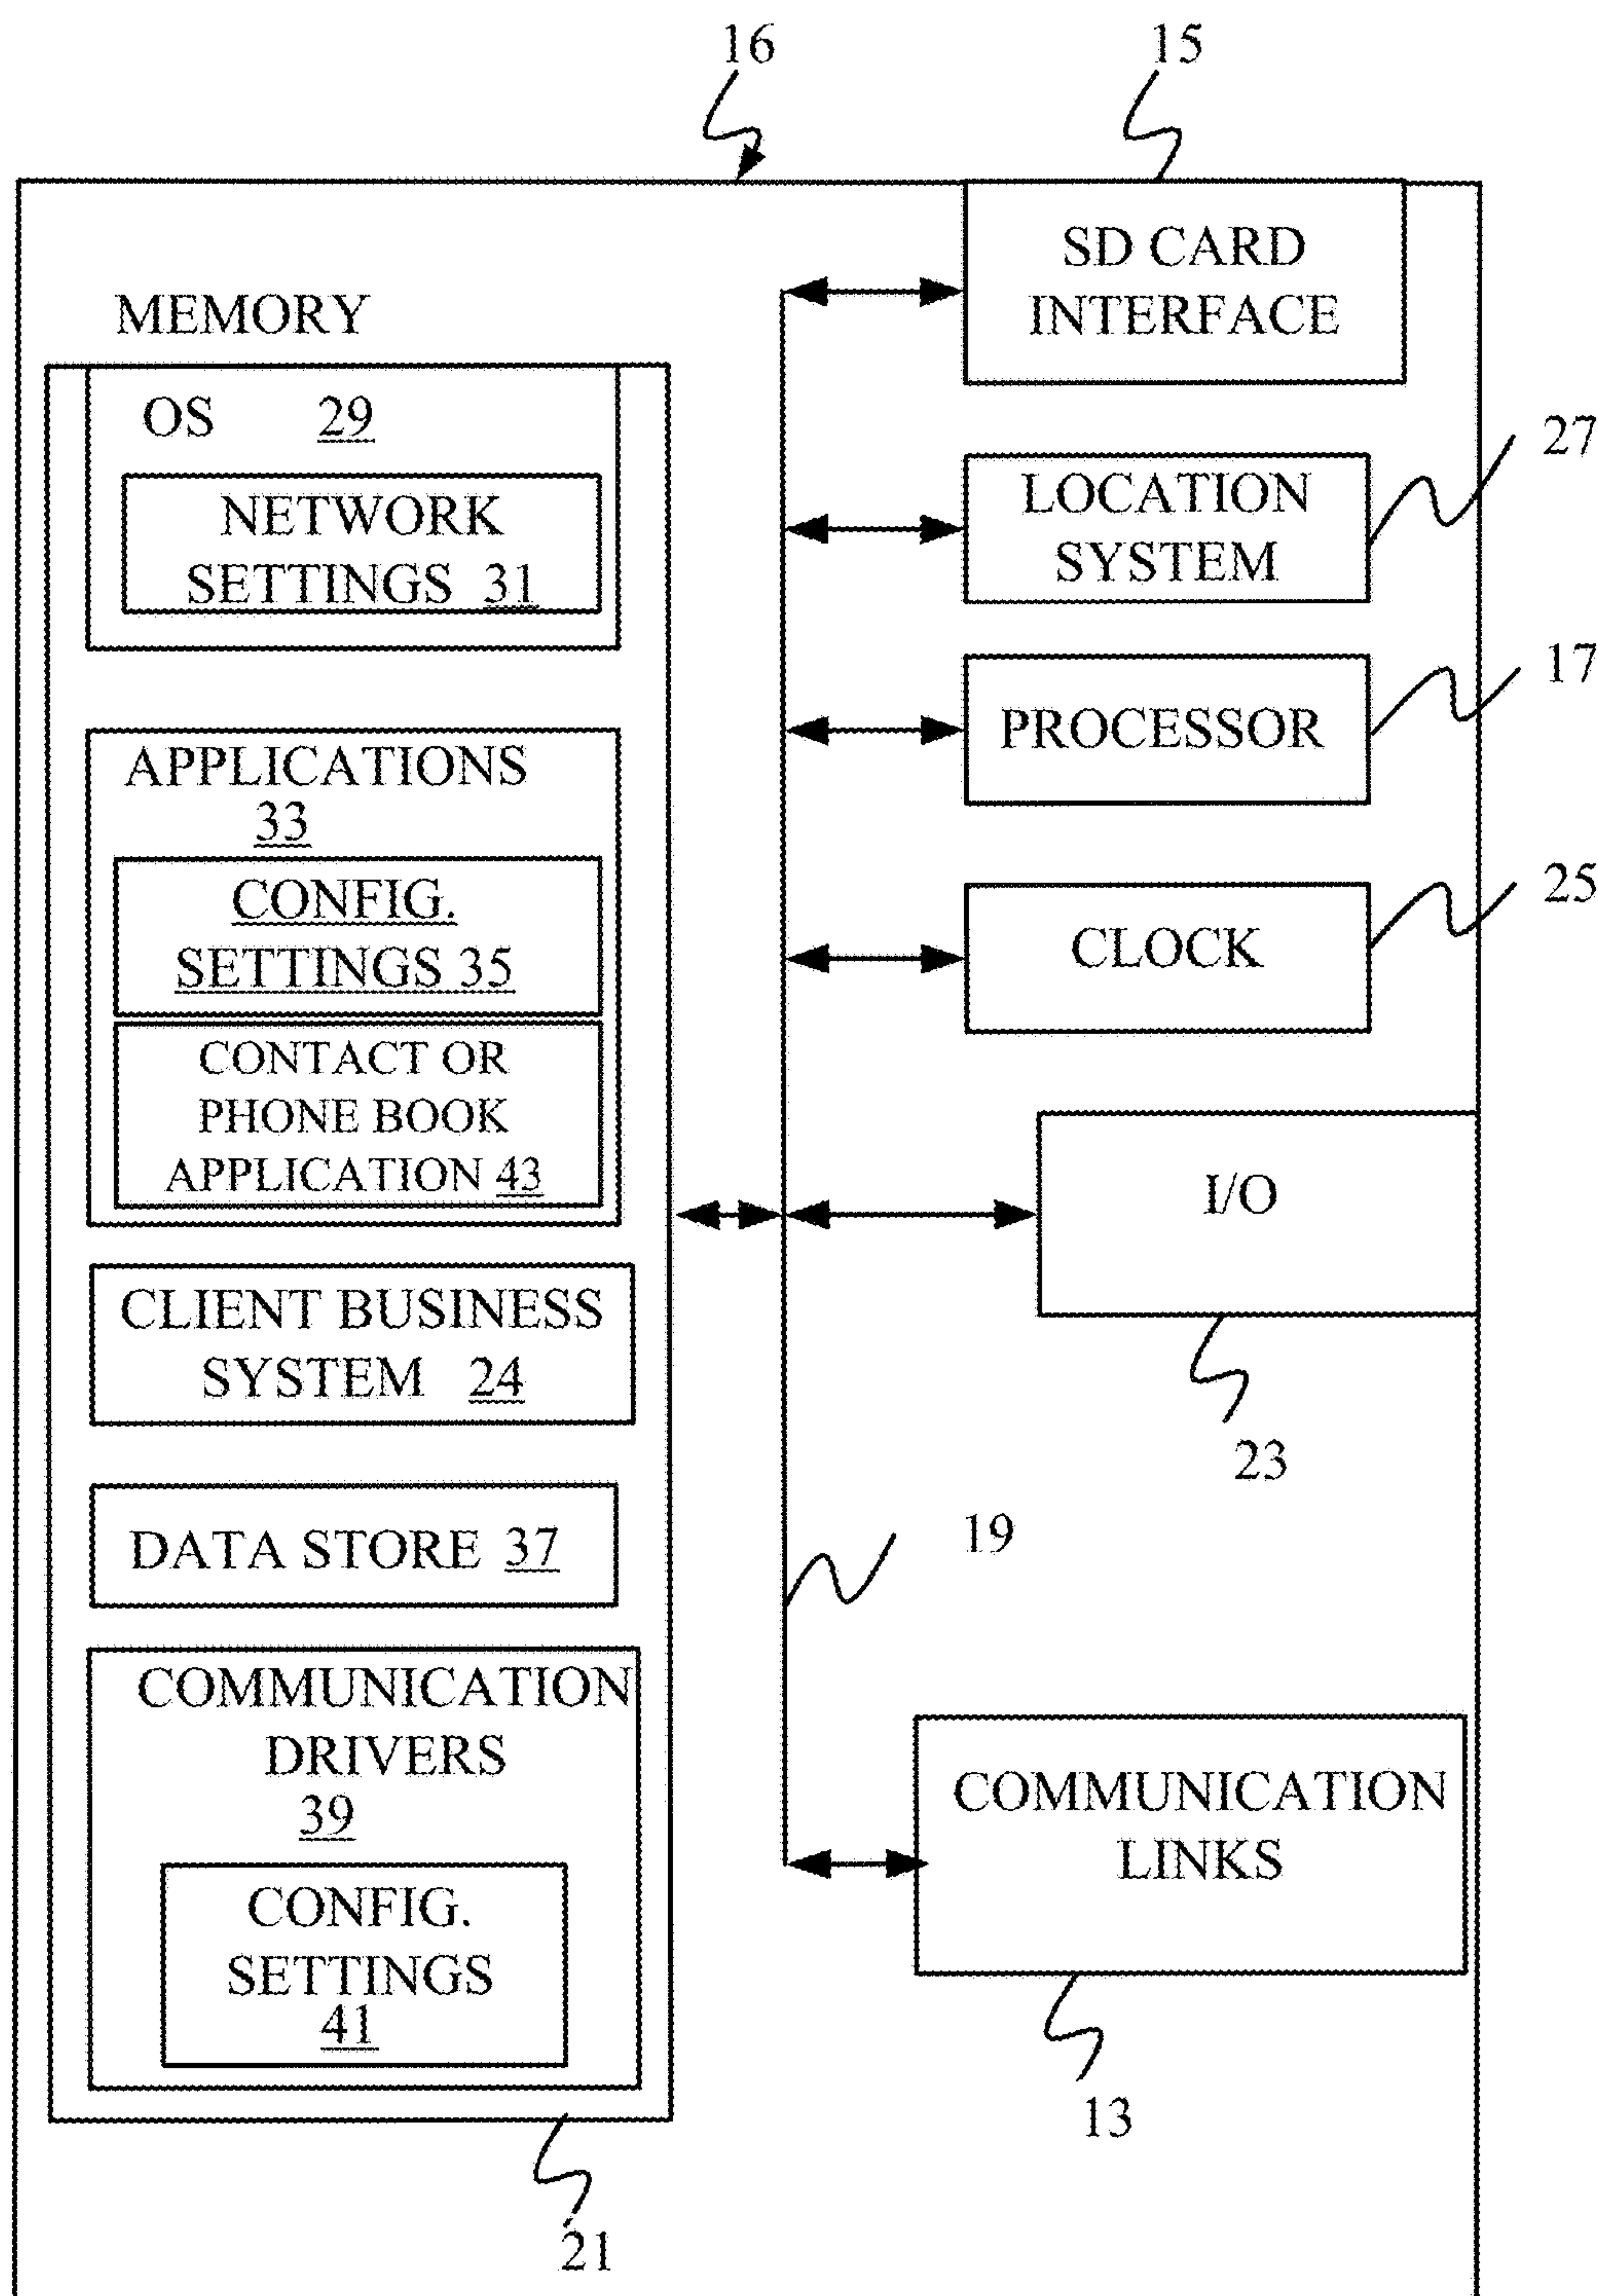 16
15
SD CARD
INTERFACE
MEMORY
OS 29
NETWORK
SETTINGS 31
27
LOCATION
SYSTEM
17
PROCESSOR
APPLICATIONS
33
CONFIG.
SETTINGS 35
25
CLOCK
CONTACT OR
PHONE BOOK
APPLICATION 43
I/O
CLIENT BUSINESS
SYSTEM 24
23
DATA STORE 37
19
COMMUNICATION
DRIVERS
39
CONFIG.
SETTINGS
41
COMMUNICATION
LINKS
13
21